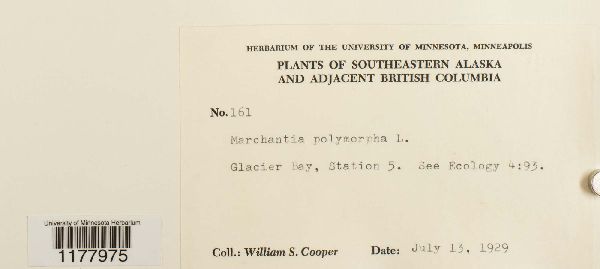 HERBARIUM OF THE UNIVERSITY OF MINNESOTA, MINNEAPOLIS
PLANTS OF SOUTHEASTERN ALASKA
AND ADJACENT BRITISH COLUMBIA
No. 161
Marchantia polymorpha L.
Glacier Bay, Station 5. See Ecology 4:93.
Coll.: William S. Cooper Date: July 13, 1929
University of Minnesota Herbarium
1177975